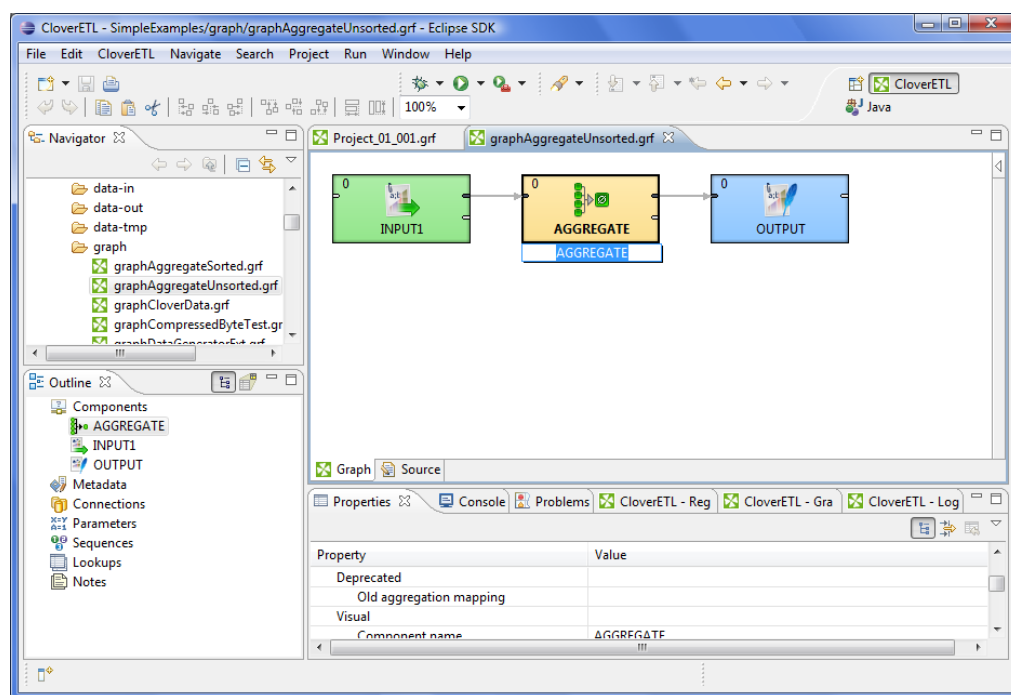 CloverETL - SimpleExamples/graph/graphAggregateUnsorted.grf - Eclipse SDK
File Edit CloverETL Navigate Search Project Run Window Help
100%
CloverETL
Java
Navigator
data-in
data-out
data-tmp
graph
graphAggregateSorted.grf
graphAggregateUnsorted.grf
graphCloverData.grf
graphCompressedByteTest.gr
graphDataGeneratorExt.grf
Outline
Components
AGGREGATE
INPUT1
OUTPUT
Metadata
Connections
Parameters
Sequences
Lookups
Notes
Project_01_001.grf graphAggregateUnsorted.grf
0 0 0
INPUT1 AGGREGATE OUTPUT
AGGREGATE
Graph Source
Properties Console Problems CloverETL - Reg CloverETL - Gra CloverETL - Log
Property Value
Deprecated
Old aggregation mapping
Visual
Component name AGGREGATE